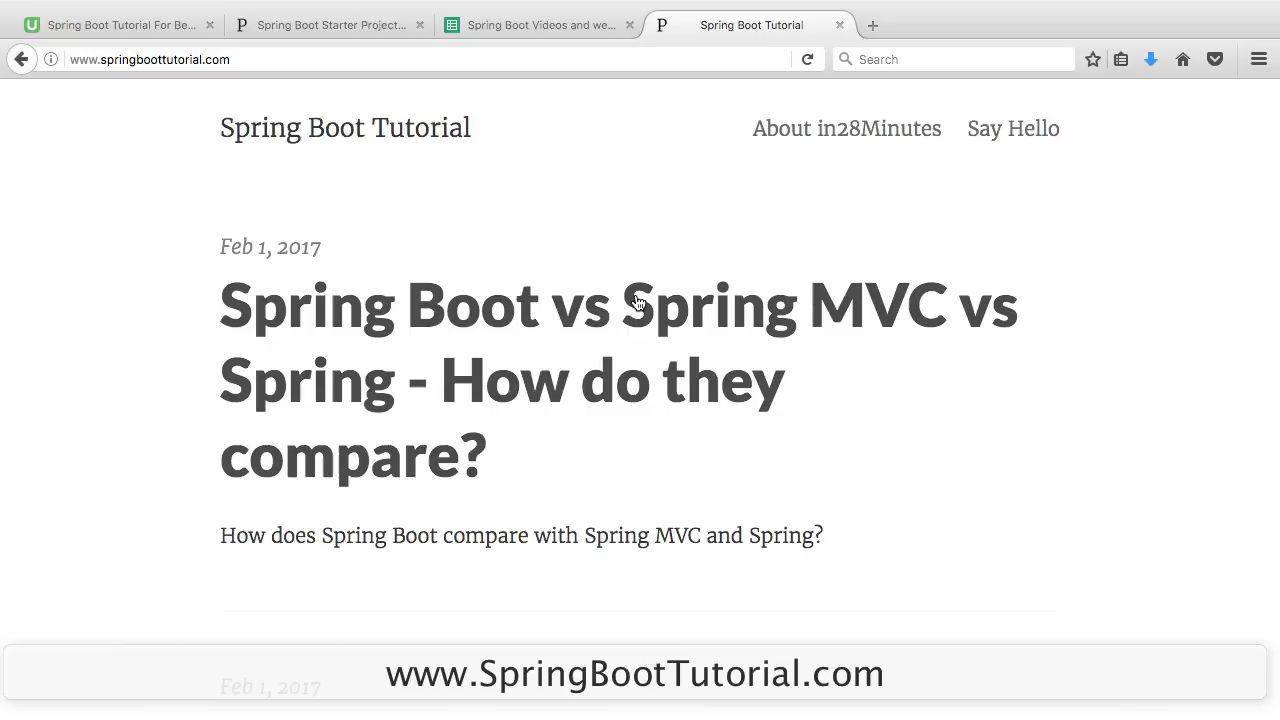 Spring Boot Tutorial For Be...
Spring Boot Starter Project...
Spring Boot Videos and we...
Spring Boot Tutorial
www.springboottutorial.com
Search
Spring Boot Tutorial
About in28Minutes
Say Hello
Feb 1, 2017
Spring Boot vs Spring MVC vs
Spring - How do they
compare?
How does Spring Boot compare with Spring MVC and Spring?
Feb 1, 2017
www.SpringBootTutorial.com